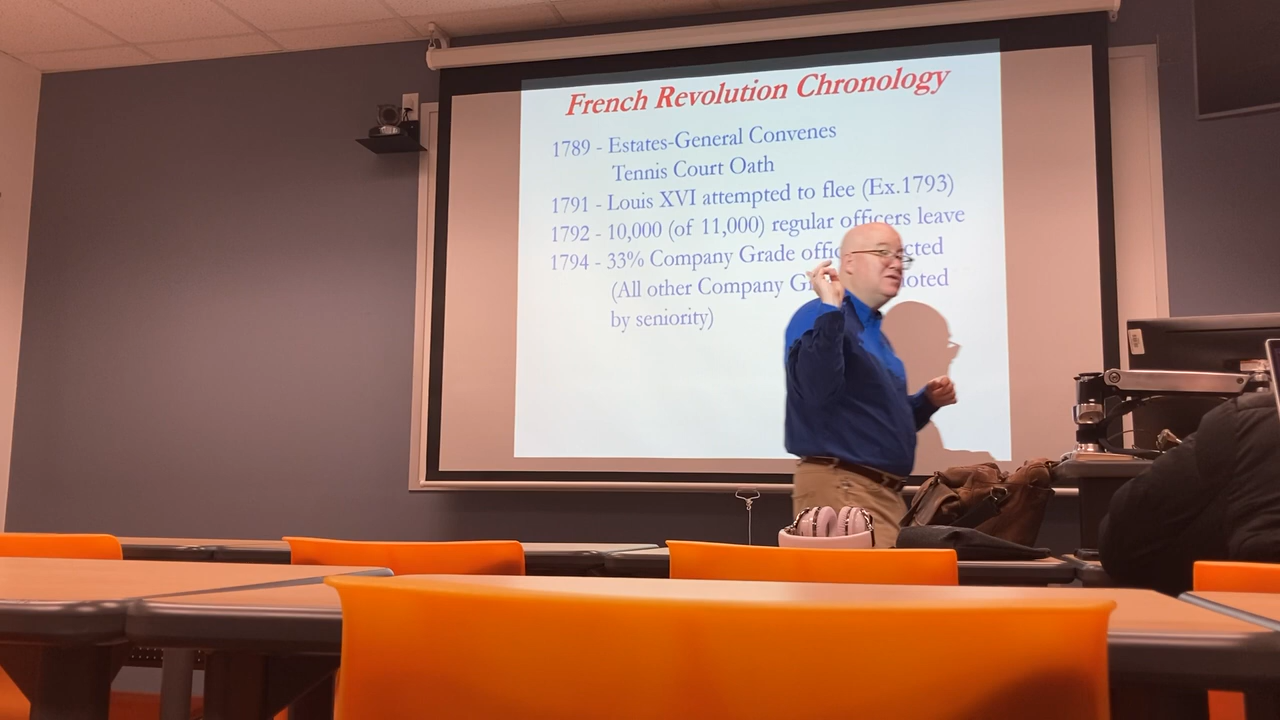 French Revolution Chronology
1789 - Estates-General Convenes
Tennis Court Oath
1791 - Louis XVI attempted to flee (Ex.1793)
1792 - 10,000 (of 11,000) regular officers leave
1794 - 33% Company Grade
(All other Company
by seniority)